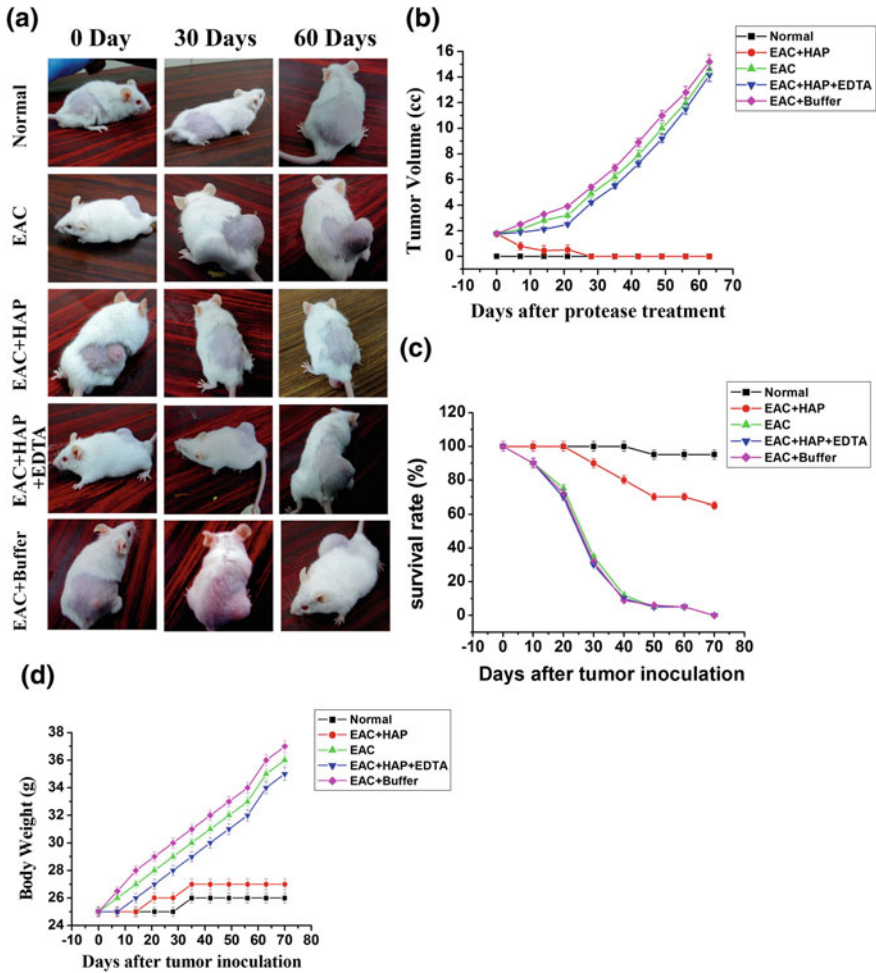 (a)
0 Day 30 Days 60 Days
Normal
EAC
EAC+HAP
EAC+HAP
+EDTA
EAC+Buffer
(b)
Tumor Volume (cc)
16
14
12
10
8
6
4
2
0
-10 0 10 20 30 40 50 60 70
Days after protease treatment
Normal
EAC+HAP
EAC
EAC+HAP+EDTA
EAC+Buffer
(c)
survival rate (%)
120
100
80
60
40
20
0
-10 0 10 20 30 40 50 60 70 80
Days after tumor inoculation
Normal
EAC+HAP
EAC
EAC+HAP+EDTA
EAC+Buffer
(d)
Body Weight (g)
38
36
34
32
30
28
26
24
-10 0 10 20 30 40 50 60 70 80
Days after tumor inoculation
Normal
EAC+HAP
EAC
EAC+HAP+EDTA
EAC+Buffer